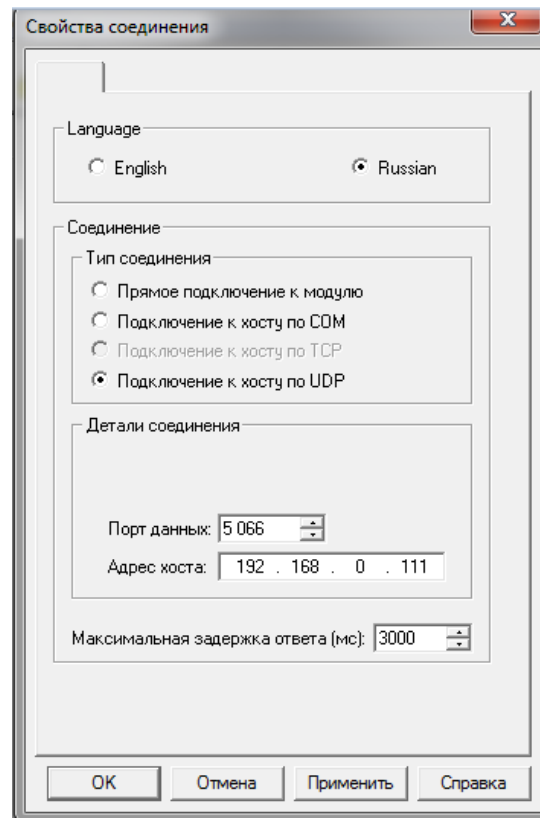 Свойства соединения
Language
English Russian
Соединение
Тип соединения
Прямое подключение к модулю
Подключение к хосту по COM
Подключение к хосту по TCP
Подключение к хосту по UDP
Детали соединения
Порт данных: 5 066
Адрес хоста: 192 . 168 . 0 . 111
Максимальная задержка ответа (мс): 3000
OK Отмена Применить Справка